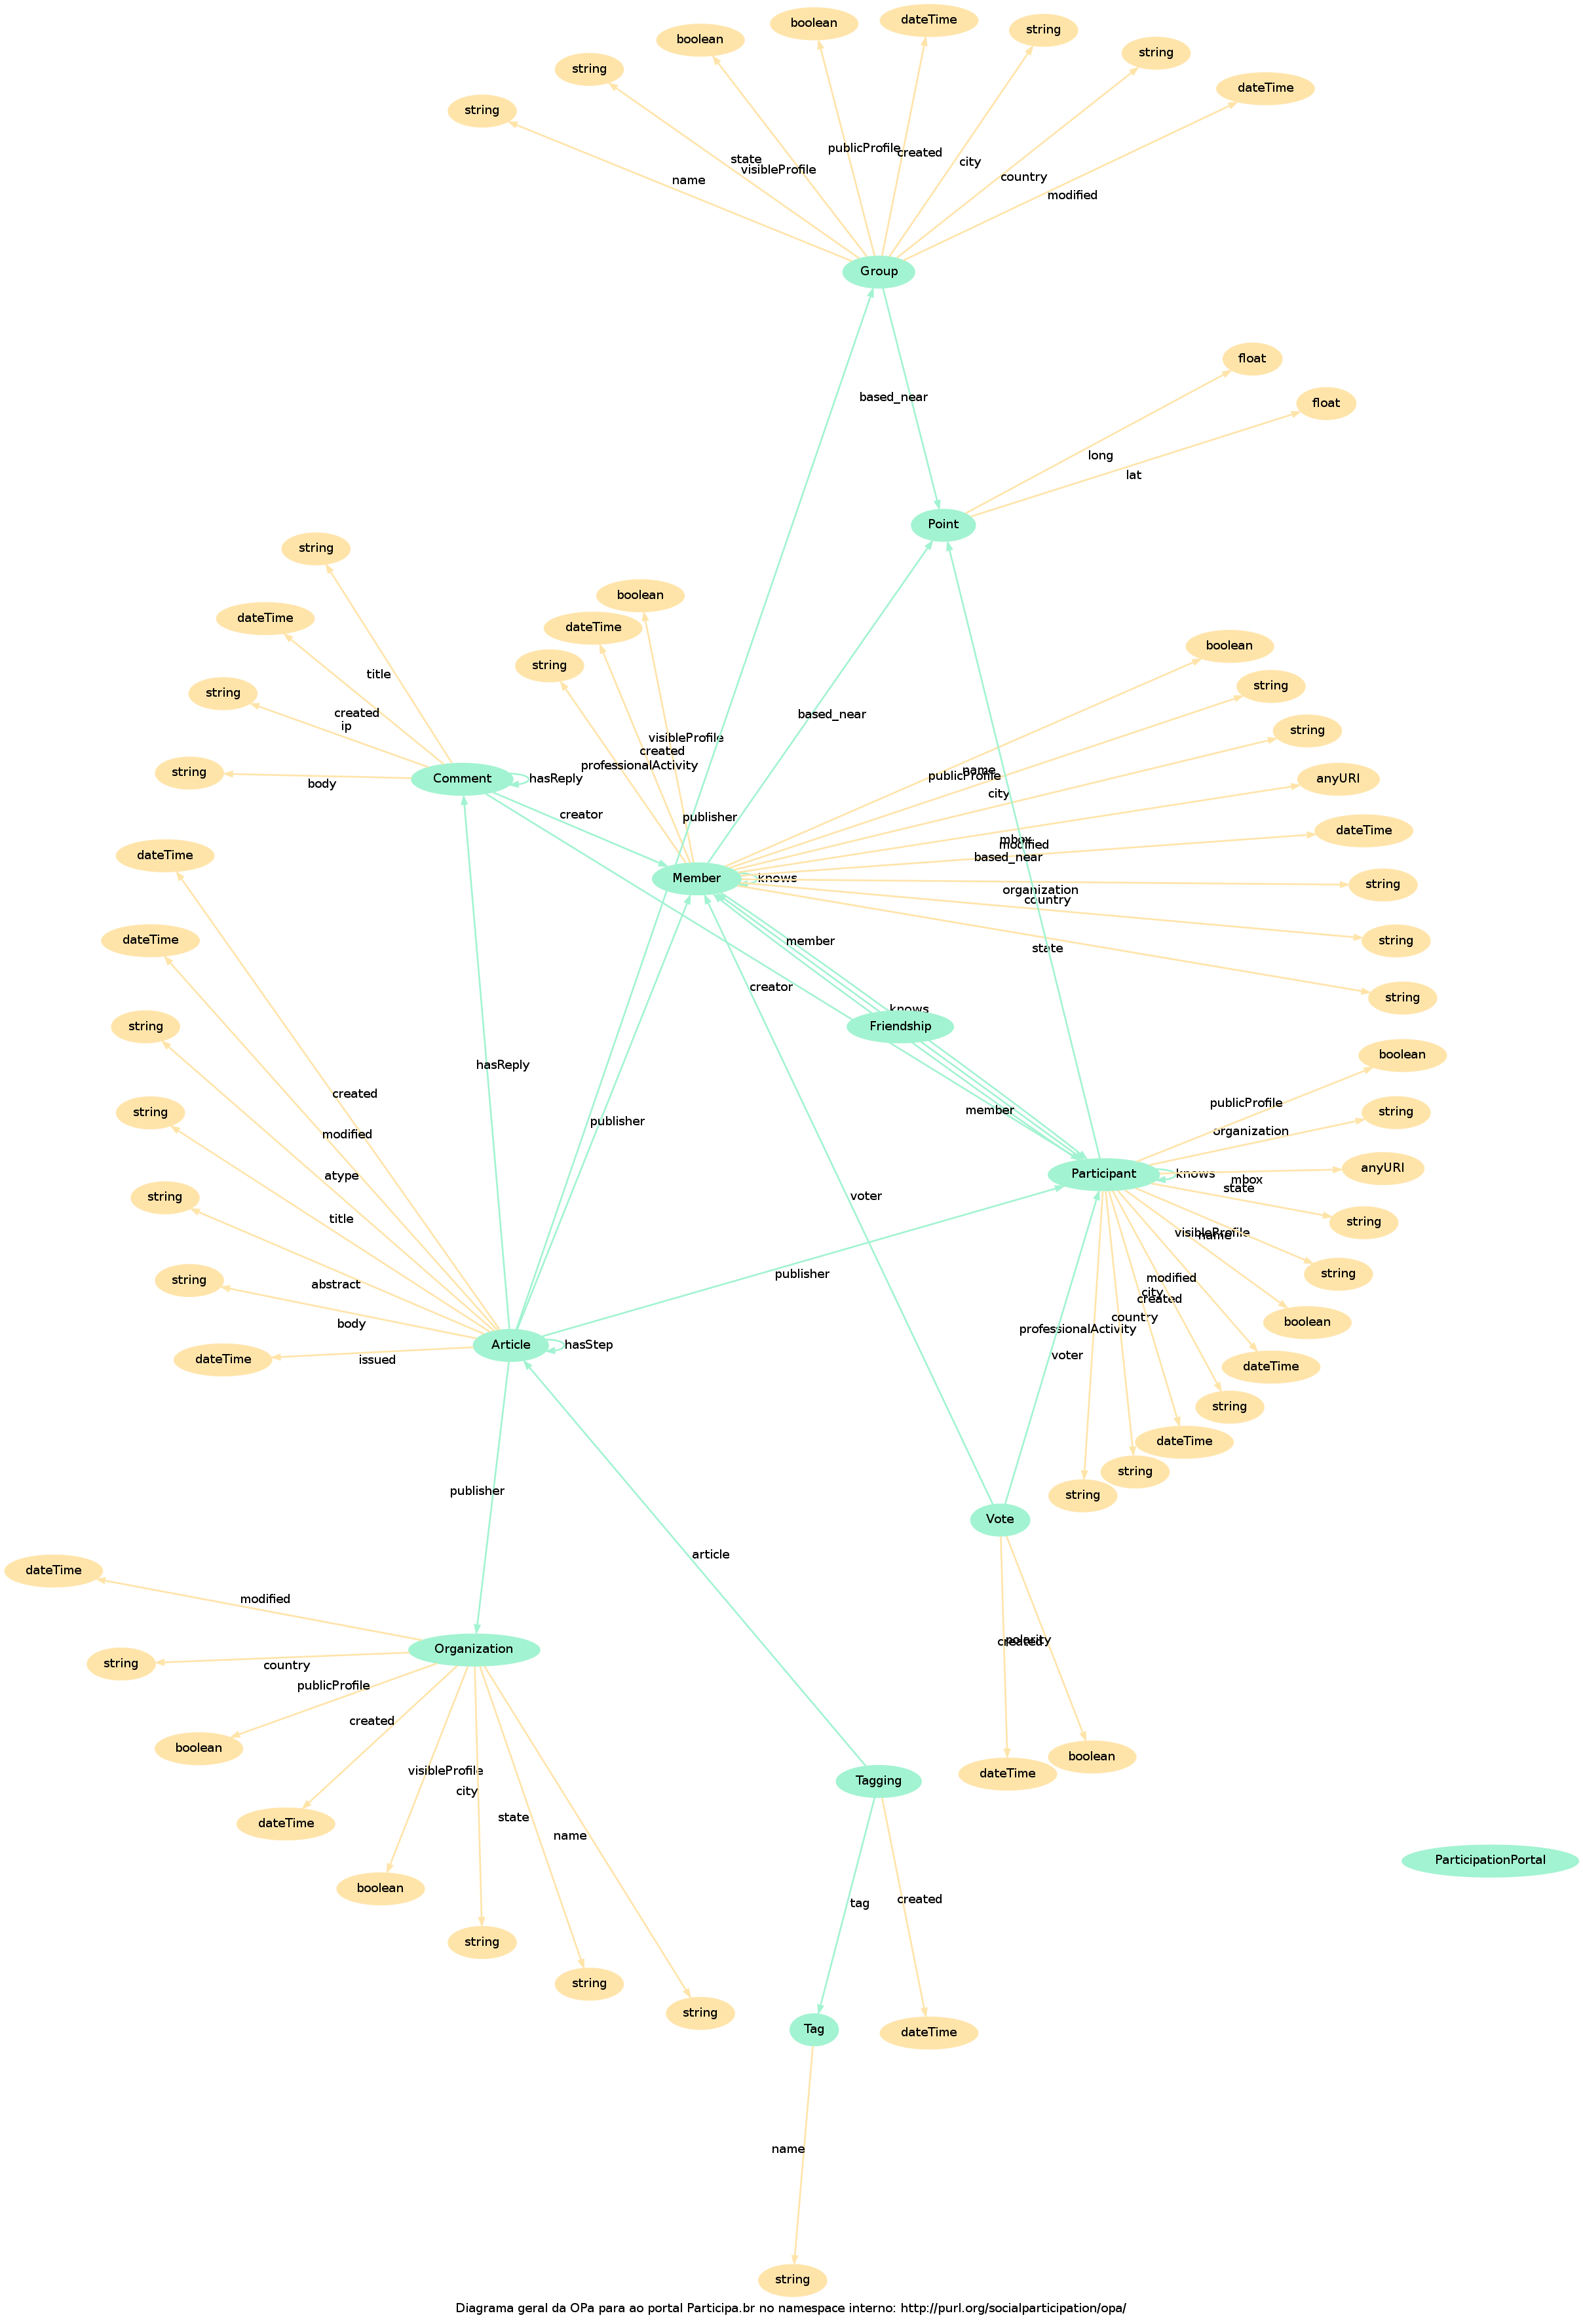 dateTime
boolean
string
boolean
string
string
dateTime
string
publicProfile
created
state
city
visibleProfile
country
name
modified
Group
float
based_near
float
long
lat
Point
string
boolean
dateTime
dateTime
boolean
string
title
string
string
created
based_near
ip
string
visibleProfile
created
professionalActivity
name
publicProfile
string
Comment
hasReply
anyURI
body
city
creator
publisher
dateTime
mbox
modified
dateTime
based_near
Member
knows
string
organization
country
dateTime
member
string
state
creator
string
knows
string
Friendship
boolean
hasReply
created
string
member
string
publisher
publicProfile
modified
organization
anyURI
atype
Participant
knows
mbox
state
string
voter
title
string
visibleProfile
name
publisher
string
string
abstract
modified
city
created
country
boolean
body
professionalActivity
Article
hasStep
voter
dateTime
issued
dateTime
string
dateTime
string
publisher
string
Vote
article
dateTime
modified
polarity
created
Organization
string
country
publicProfile
created
boolean
boolean
visibleProfile
dateTime
Tagging
city
state
dateTime
name
ParticipationPortal
boolean
created
tag
string
string
string
Tag
dateTime
name
string
Diagrama geral da OPa para ao portal Participa.br no namespace interno: http://purl.org/socialparticipation/opa/